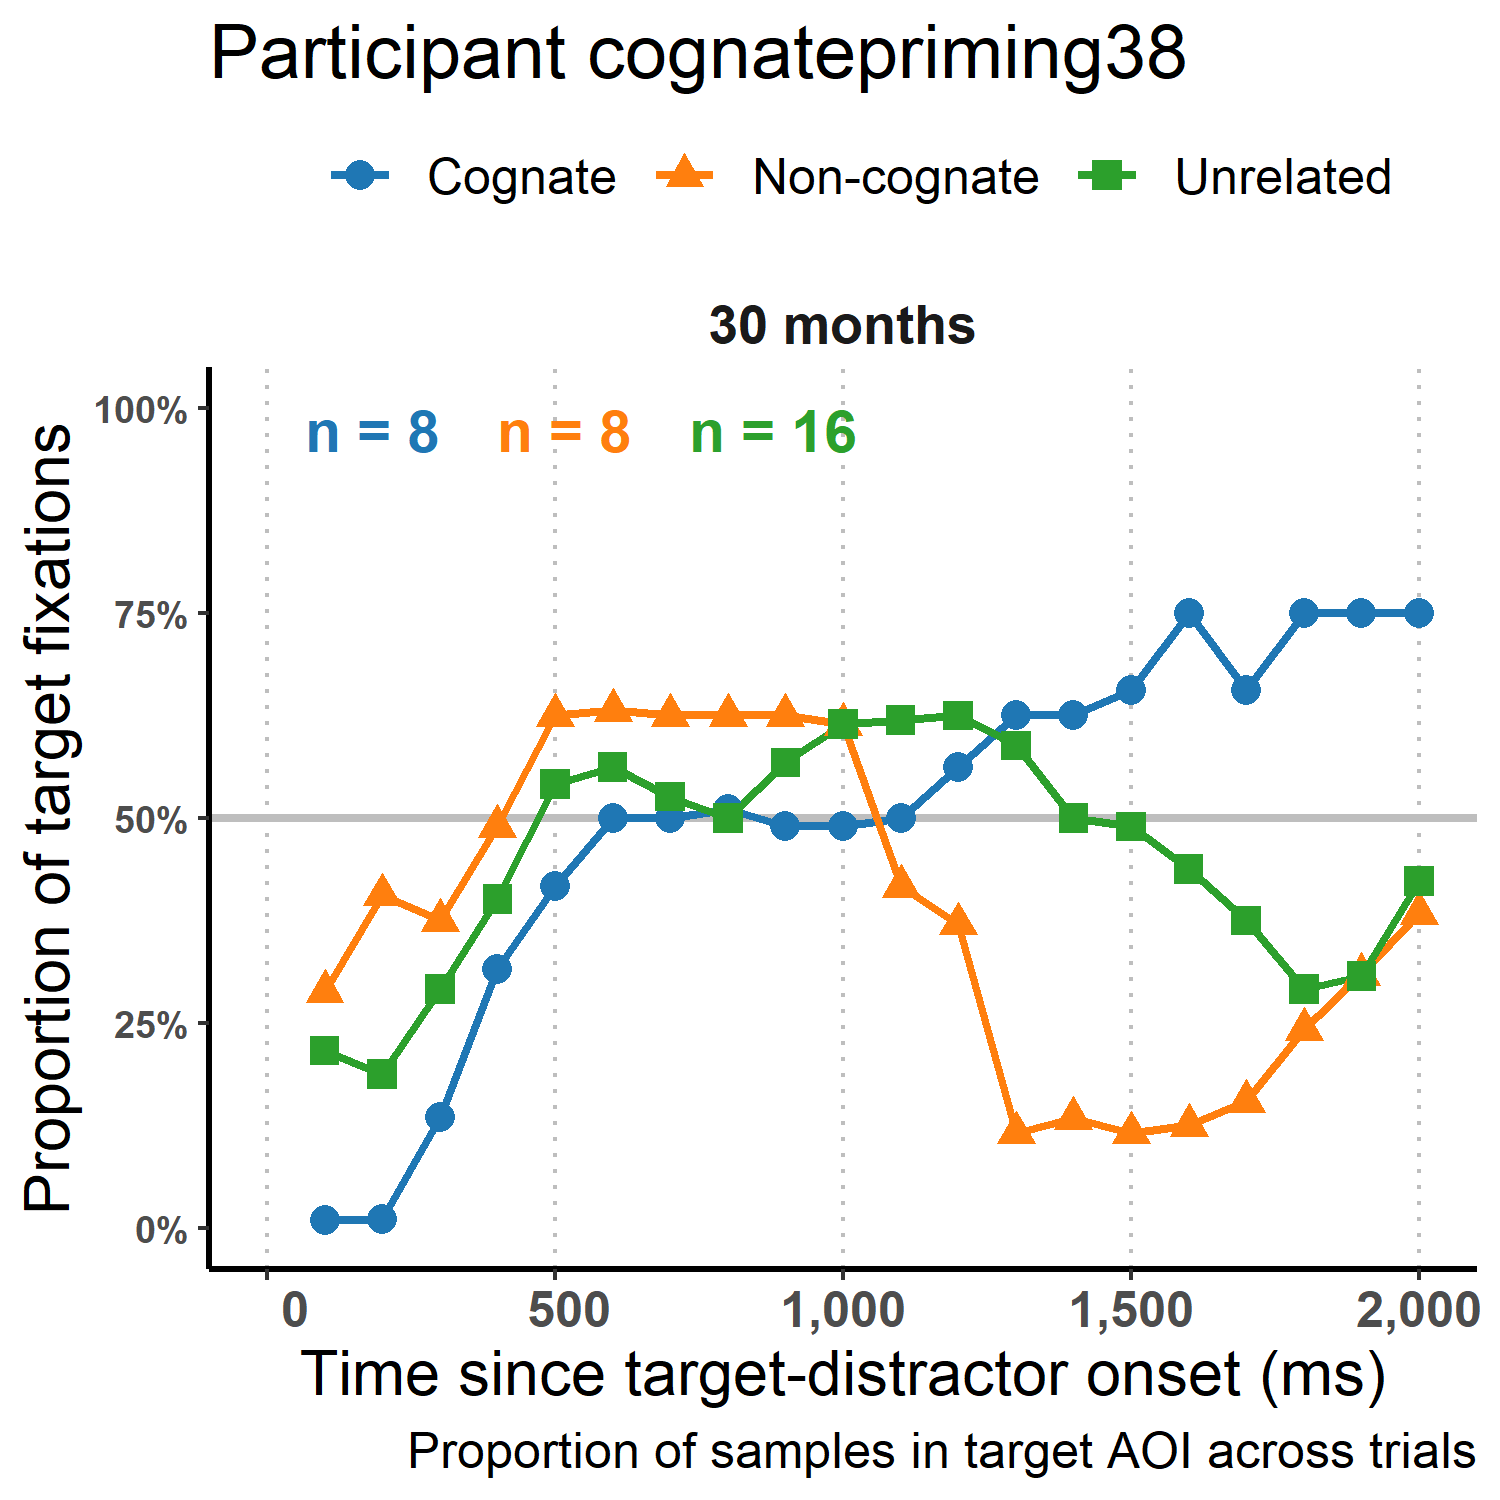 Participant cognatepriming38
Cognate Non-cognate Unrelated
30 months
n = 8 n = 8 n = 16
100%
75%
50%
25%
0%
Proportion of target fixations
0 500 1,000 1,500 2,000
Time since target-distractor onset (ms)
Proportion of samples in target AOI across trials